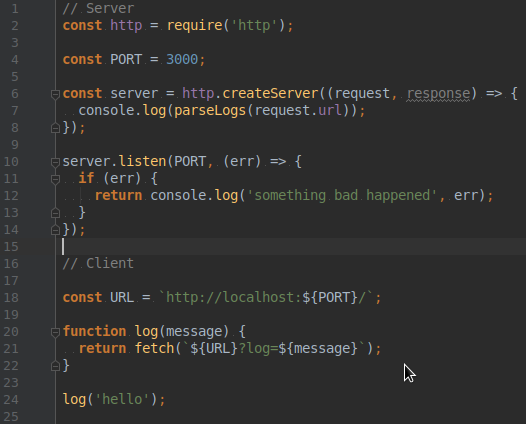 1 // Server
2 const http = require('http');
3
4 const PORT = 3000;
5
6 const server = http.createServer((request, response) => {
7   console.log(parseLogs(request.url));
8 });
9
10 server.listen(PORT, (err) => {
11   if (err) {
12     return console.log('something bad happened', err);
13   }
14 });
15
16 // Client
17
18 const URL = `http://localhost:${PORT}/`;
19
20 function log(message) {
21   return fetch(`${URL}?log=${message}`);
22 }
23
24 log('hello');
25